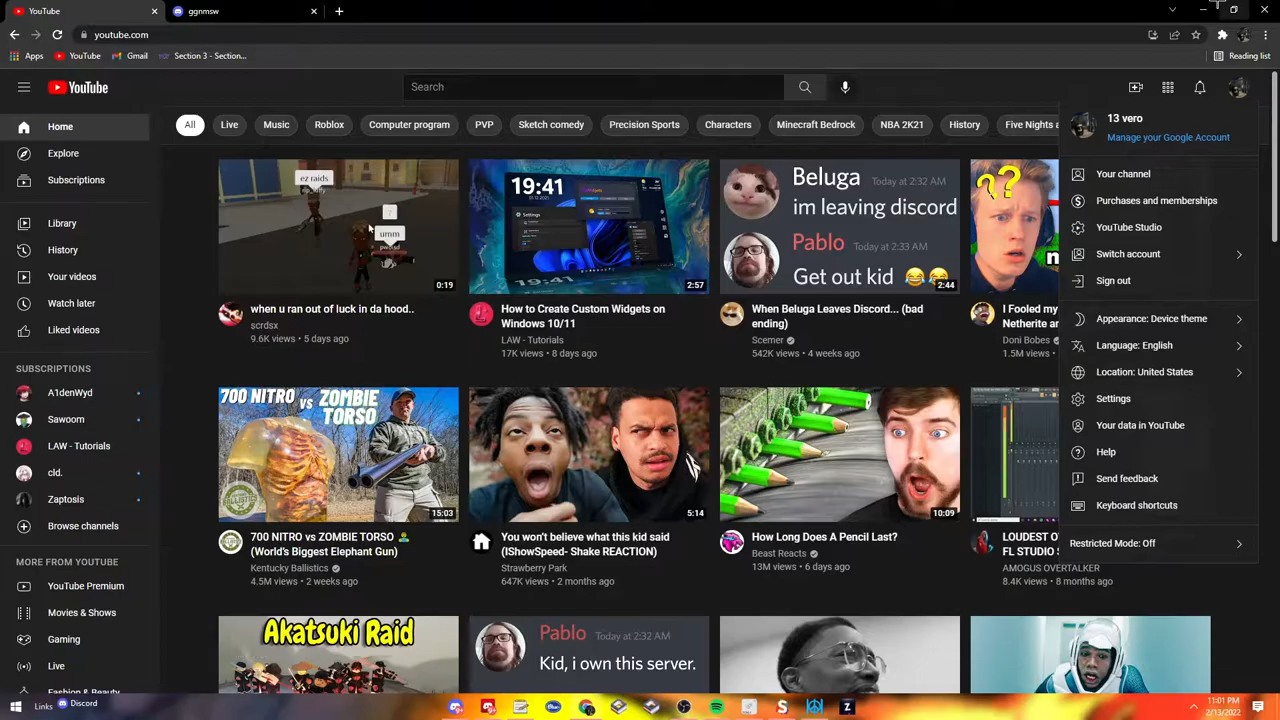 YouTube
ggnmsw
youtube.com
Apps
YouTube
Gmail
Section 3 - Section...
Reading list
YouTube
Search
All
Live
Music
Roblox
Computer program
PVP
Sketch comedy
Precision Sports
Characters
Minecraft Bedrock
NBA 2K21
History
Five Nights a
Home
Explore
Subscriptions
Library
History
Your videos
Watch later
Liked videos
SUBSCRIPTIONS
A1denWyd
Sawoom
LAW - Tutorials
cld.
Zaptosis
Browse channels
MORE FROM YOUTUBE
YouTube Premium
Movies & Shows
Gaming
Live
Fashion & Beauty
ez raids
umm
0:19
when u ran out of luck in da hood..
scrdsx
9.6K views • 5 days ago
19:41
Settings
19:41
2:57
How to Create Custom Widgets on
Windows 10/11
LAW - Tutorials
17K views • 8 days ago
Beluga Today at 2:32 AM
im leaving discord
Pablo Today at 2:33 AM
Get out kid 😂😂
2:44
When Beluga Leaves Discord... (bad
ending)
Scemer
542K views • 4 weeks ago
??
I Fooled my
Netherite an
Doni Bobes
1.5M views •
700 NITRO vs ZOMBIE
TORSO
15:03
700 NITRO vs ZOMBIE TORSO
(World's Biggest Elephant Gun)
Kentucky Ballistics
4.5M views • 2 weeks ago
5:14
You won't believe what this kid said
(IShowSpeed- Shake REACTION)
Strawberry Park
647K views • 2 months ago
10:09
How Long Does A Pencil Last?
Beast Reacts
13M views • 6 days ago
LOUDEST O
FL STUDIO S
AMOGUS OVERTALKER
8.4K views • 8 months ago
Akatsuki Raid
Pablo Today at 2:32 AM
Kid, i own this server.
13 vero
Manage your Google Account
Your channel
Purchases and memberships
YouTube Studio
Switch account
Sign out
Appearance: Device theme
Language: English
Location: United States
Settings
Your data in YouTube
Help
Send feedback
Keyboard shortcuts
Restricted Mode: Off
Links
Discord
11:01 PM
2/13/2022